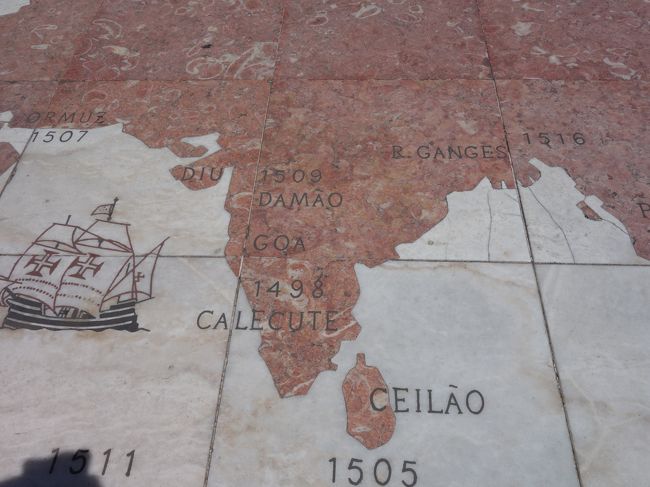 ORMUZ
1507
DIU
1509
DAMÃO
GOA
1498
CALECUTE
R. GANGES
1516
CEILÃO
1505
1511